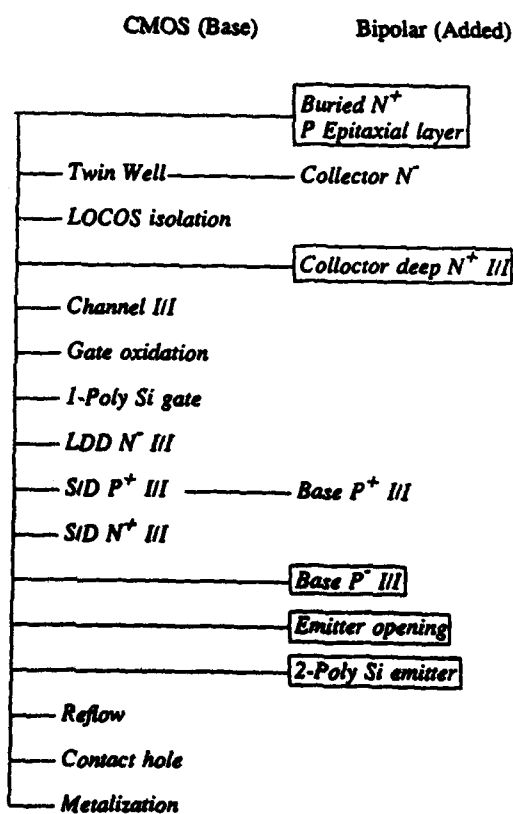 CMOS (Base) Bipolar (Added)
Buried N⁺
P Epitaxial layer
Twin Well Collector N⁻
LOCOS isolation
Colloctor deep N⁺ I/I
Channel I/I
Gate oxidation
1-Poly Si gate
LDD N⁻ I/I
S/D P⁺ I/I Base P⁺ I/I
S/D N⁺ I/I
Base P⁻ I/I
Emitter opening
2-Poly Si emitter
Reflow
Contact hole
Metalization